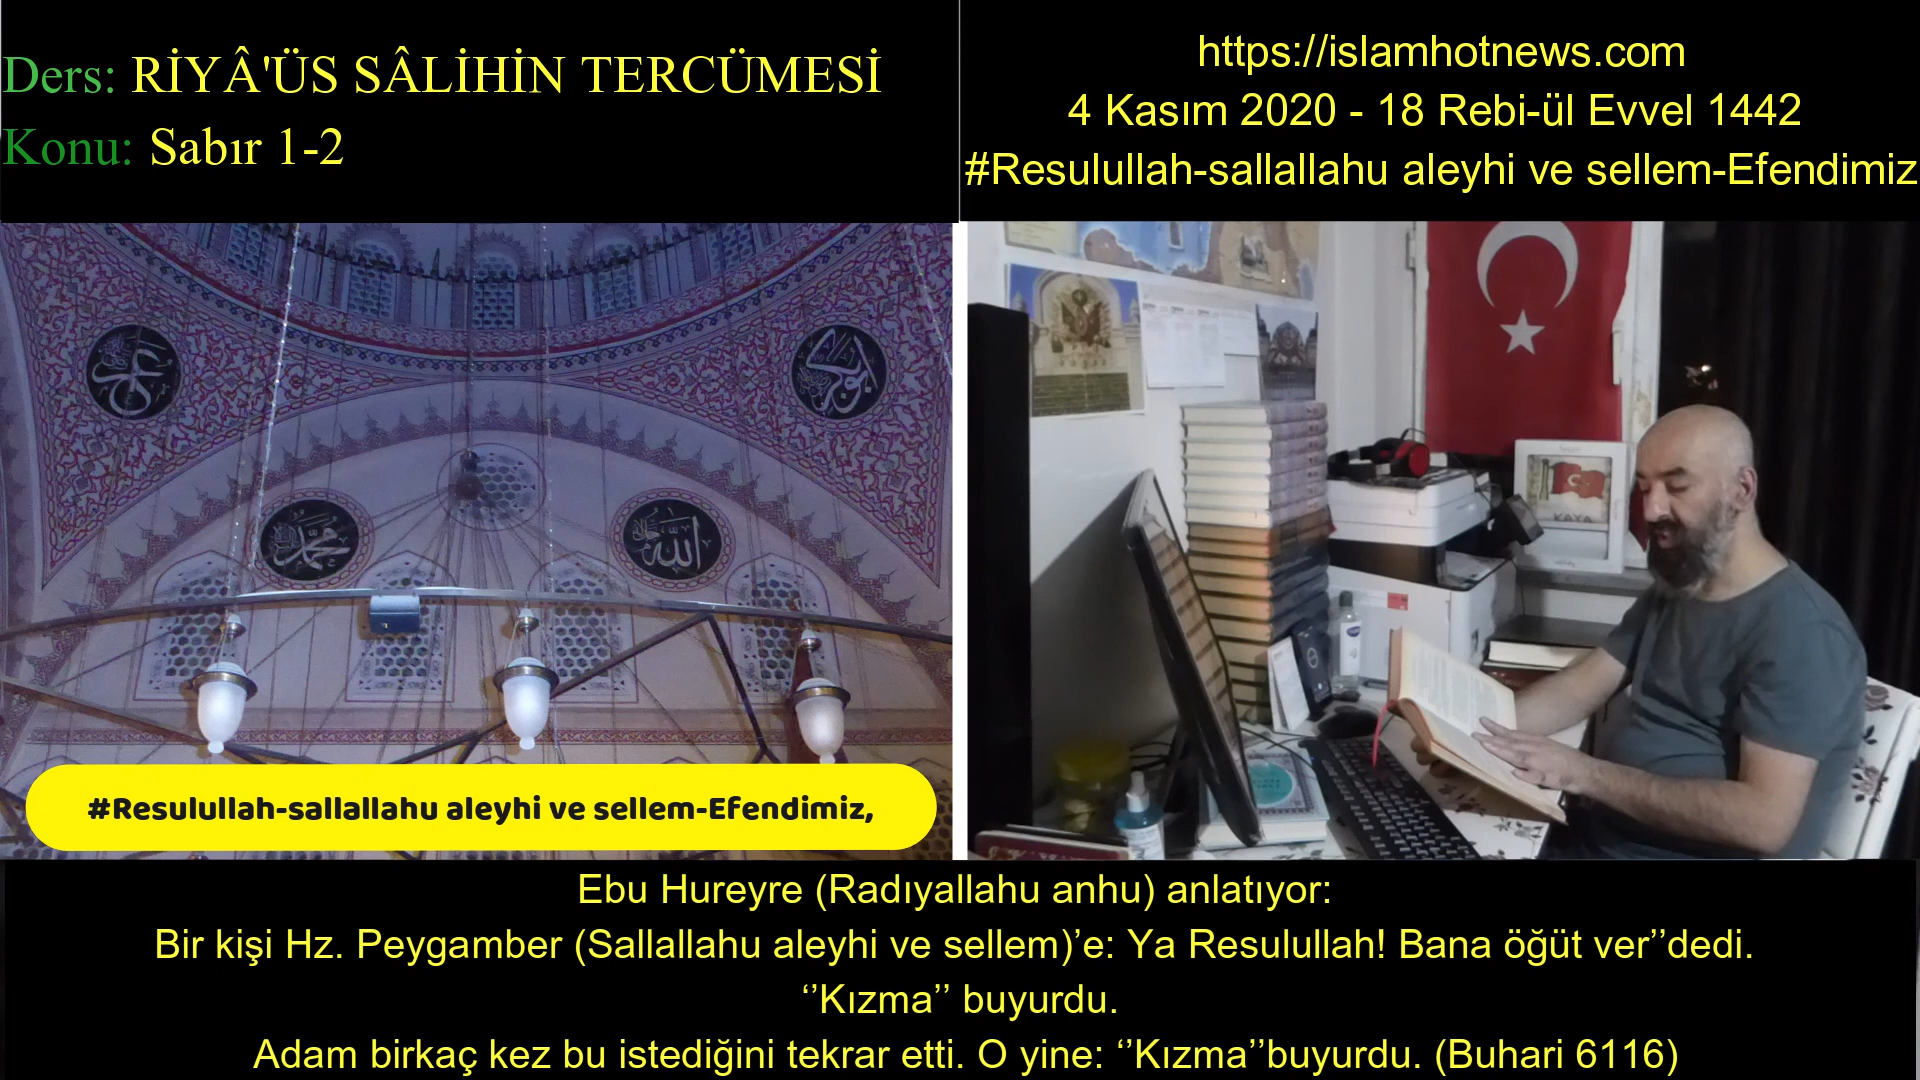 Ders: RİYÂ'ÜS SÂLİHİN TERCÜMESİ
Konu: Sabır 1-2
https://islamhotnews.com
4 Kasım 2020 - 18 Rebi-ül Evvel 1442
#Resulullah-sallallahu aleyhi ve sellem-Efendimiz
الله
محمد
KAYA
#Resulullah-sallallahu aleyhi ve sellem-Efendimiz,
Ebu Hureyre (Radıyallahu anhu) anlatıyor:
Bir kişi Hz. Peygamber (Sallallahu aleyhi ve sellem)’e: Ya Resulullah! Bana öğüt ver’’dedi.
‘’Kızma’’ buyurdu.
Adam birkaç kez bu istediğini tekrar etti. O yine: ‘’Kızma’’buyurdu. (Buhari 6116)